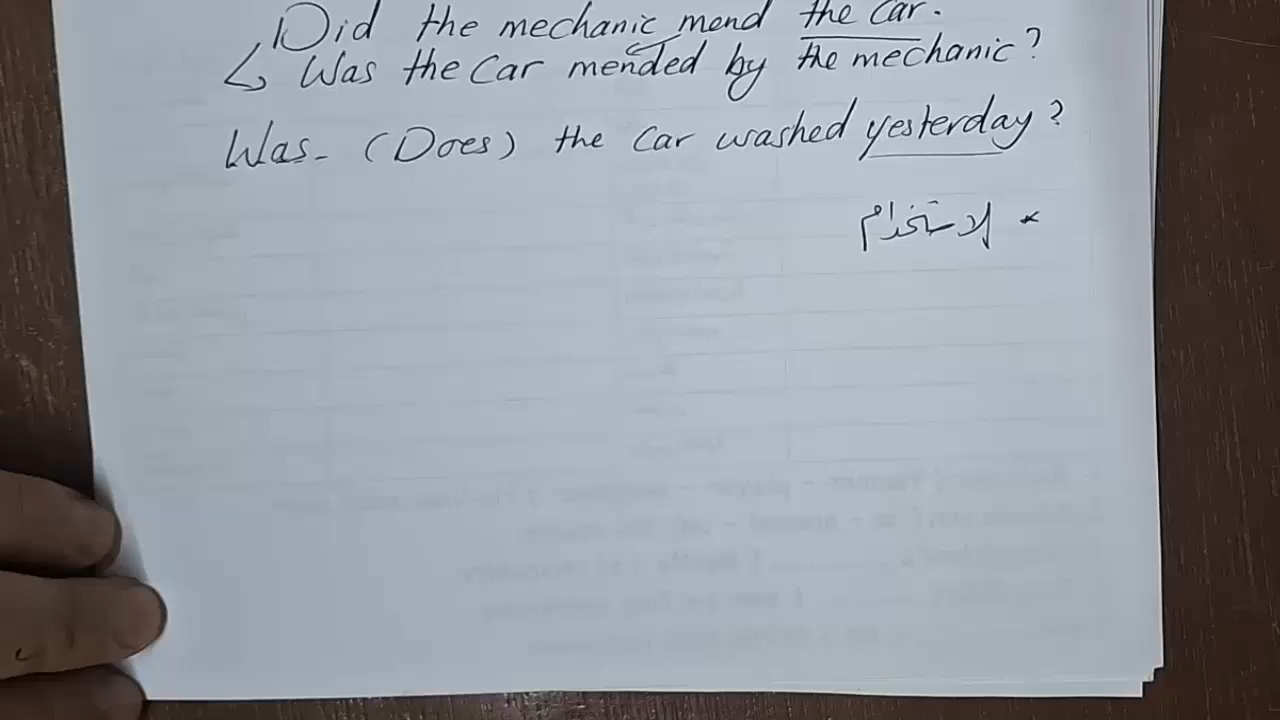 Did the mechanic mend the car.
Was the Car mended by the mechanic?
Was - (Does) the Car washed yesterday?
* الاستخدام